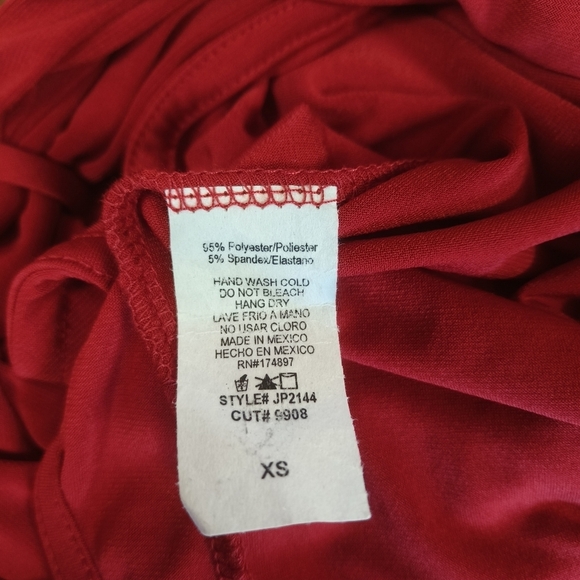 95% Polyester/Poliester
5% Spandex/Elastano
HAND WASH COLD
DO NOT BLEACH
HANG DRY
LAVE FRIO A MANO
NO USAR CLORO
MADE IN MEXICO
HECHO EN MEXICO
RN#174897
STYLE# JP2144
CUT# 9908
XS